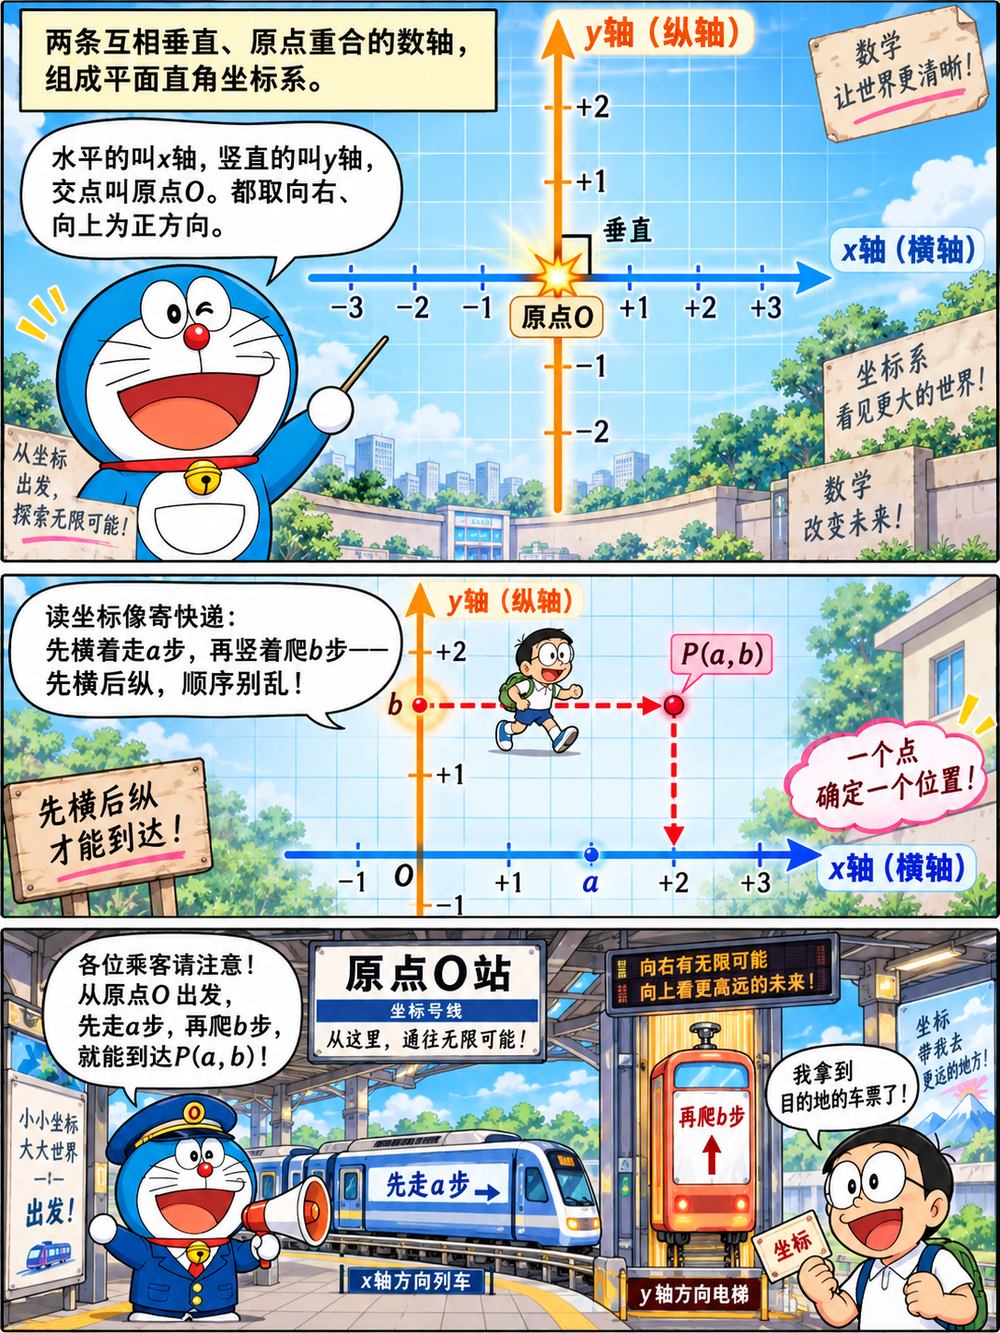 两条互相垂直、原点重合的数轴，
组成平面直角坐标系。
y轴（纵轴）
数学
让世界更清晰！
水平的叫x轴，竖直的叫y轴，
交点叫原点O。都取向右、
向上为正方向。
+2
+1
垂直
x轴（横轴）
−3
−2
−1
原点O
+1
+2
+3
−1
−2
坐标系
看见更大的世界！
从坐标
出发，
探索无限可能！
数学
改变未来！
读坐标像寄快递：
先横着走a步，再竖着爬b步——
先横后纵，顺序别乱！
y轴（纵轴）
+2
P(a,b)
b
+1
一个点
确定一个位置！
先横后纵
才能到达！
−1
O
+1
a
+2
+3
x轴（横轴）
−1
各位乘客请注意！
从原点O出发，
先走a步，再爬b步，
就能到达P(a,b)！
原点O站
坐标号线
从这里，通往无限可能！
向右有无限可能
向上看更高远的未来！
坐标
带我去
更远的地方！
我拿到
目的地的车票了！
小小坐标
大大世界
出发！
O
先走a步→
再爬b步
↑
坐标
x轴方向列车
y轴方向电梯